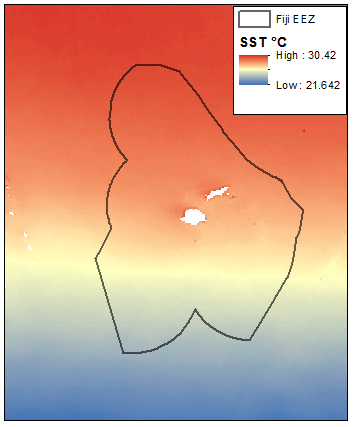 Fiji EEZ
SST °C
High : 30.42
Low : 21.642